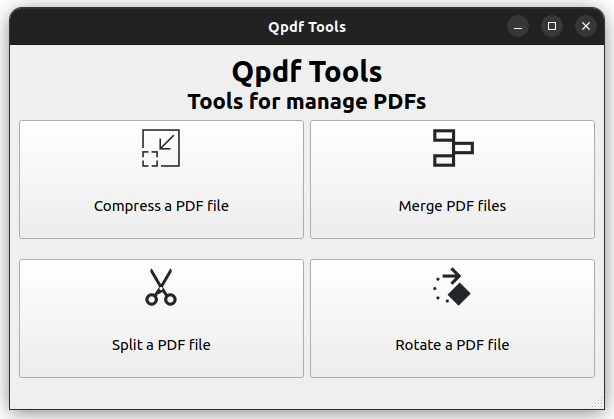 Qpdf Tools
Qpdf Tools
Tools for manage PDFs
Compress a PDF file
Merge PDF files
Split a PDF file
Rotate a PDF file